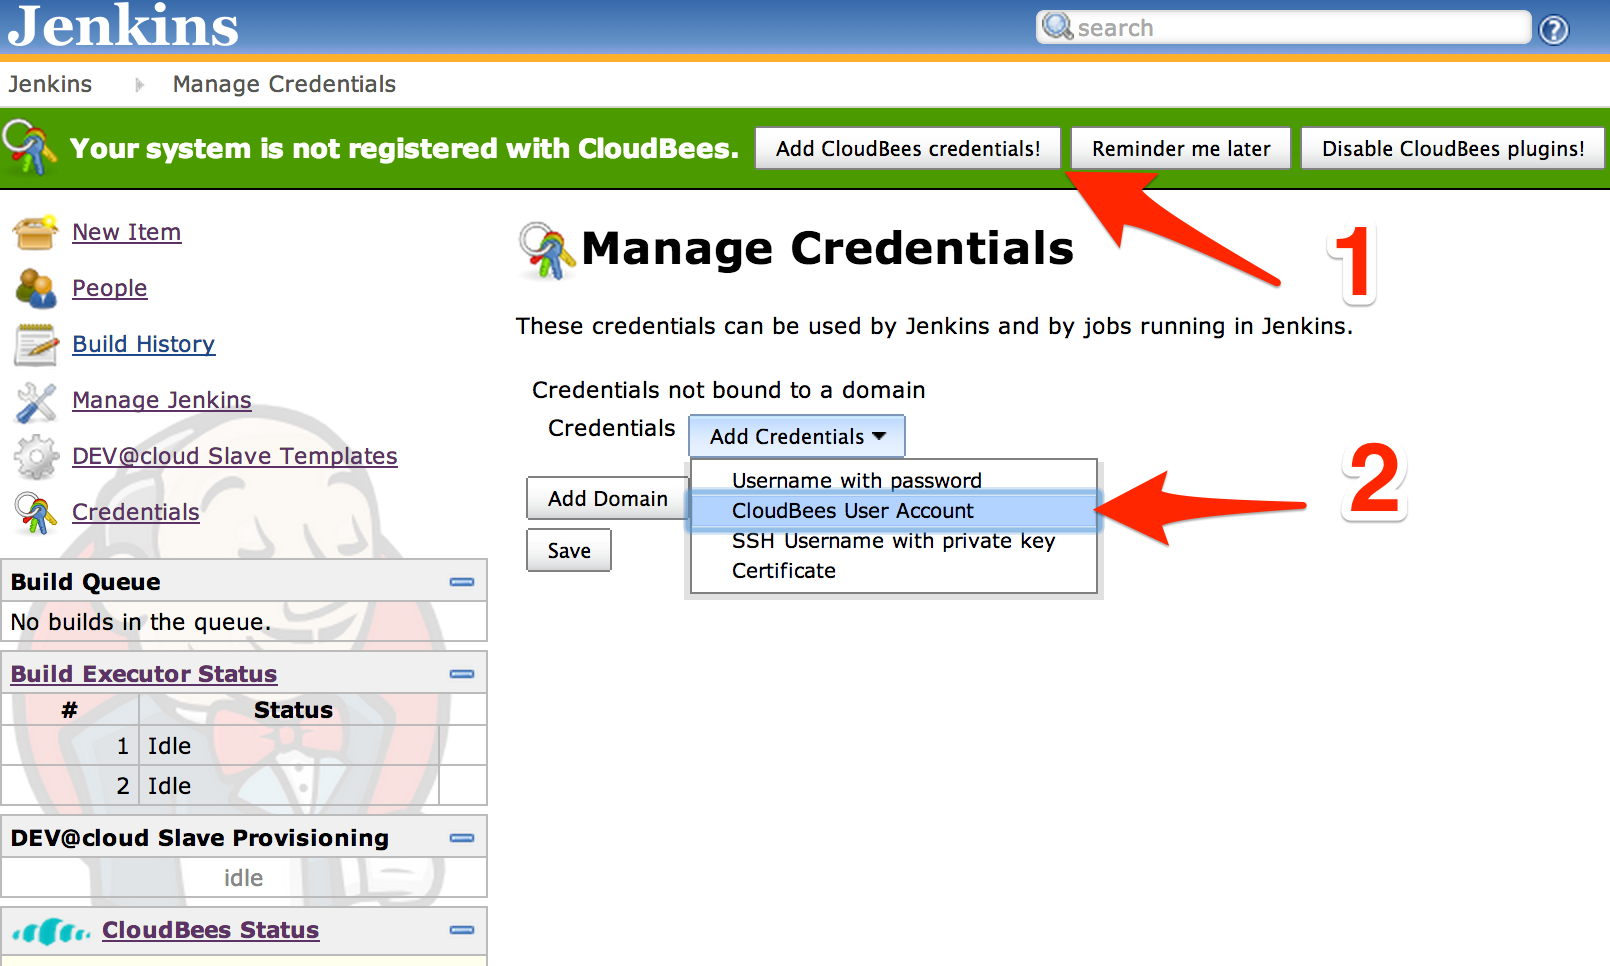 Jenkins
search
Jenkins Manage Credentials
Your system is not registered with CloudBees. Add CloudBees credentials! Reminder me later Disable CloudBees plugins!
1
New Item
People
Build History
Manage Jenkins
DEV@cloud Slave Templates
Credentials
Manage Credentials
These credentials can be used by Jenkins and by jobs running in Jenkins.
Credentials not bound to a domain
Credentials Add Credentials
Username with password
CloudBees User Account
SSH Username with private key
Certificate
2
Add Domain
Save
Build Queue
No builds in the queue.
Build Executor Status
# Status
1 Idle
2 Idle
DEV@cloud Slave Provisioning
idle
CloudBees Status